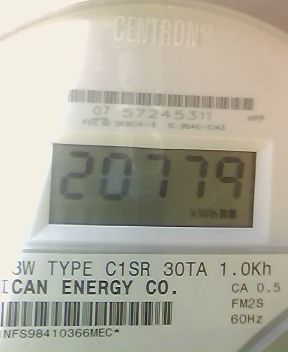 CENTRON®
07 57245311
HPP
20779
kWh
3W TYPE C1SR 30TA 1.0Kh
ICAN ENERGY CO.
CA 0.5
FM2S
60Hz
NFS98410366MEC*